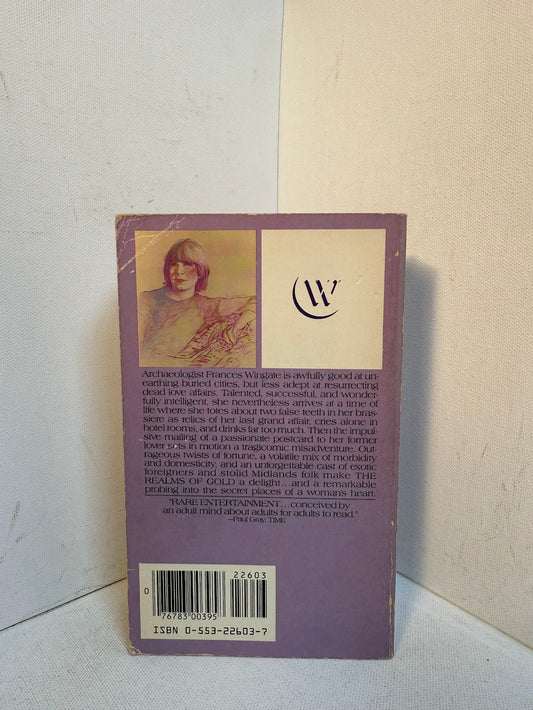 W
Archaeologist Frances Wingate is awfully good at un-
earthing buried cities, but less adept at resurrecting
dead love affairs. Talented, successful, and wonder-
fully intelligent, she nevertheless arrives at a time of
life where she totes about two false teeth in her bras-
siere as relics of her last grand affair, cries alone in
hotel rooms, and drinks far too much. Then the impul-
sive mailing of a passionate postcard to her former
lover sets in motion a tragicomic misadventure. Out-
rageous twists of fortune, a volatile mix of morbidity
and domesticity, and an unforgettable cast of exotic
foreigners and stolid Midlands folk make THE
REALMS OF GOLD a delight...and a remarkable
probing into the secret places of a woman's heart.
"RARE ENTERTAINMENT...conceived by
an adult mind about adults for adults to read."
—Paul Gray, TIME
22603
0
76783 00395
ISBN 0-553-22603-7